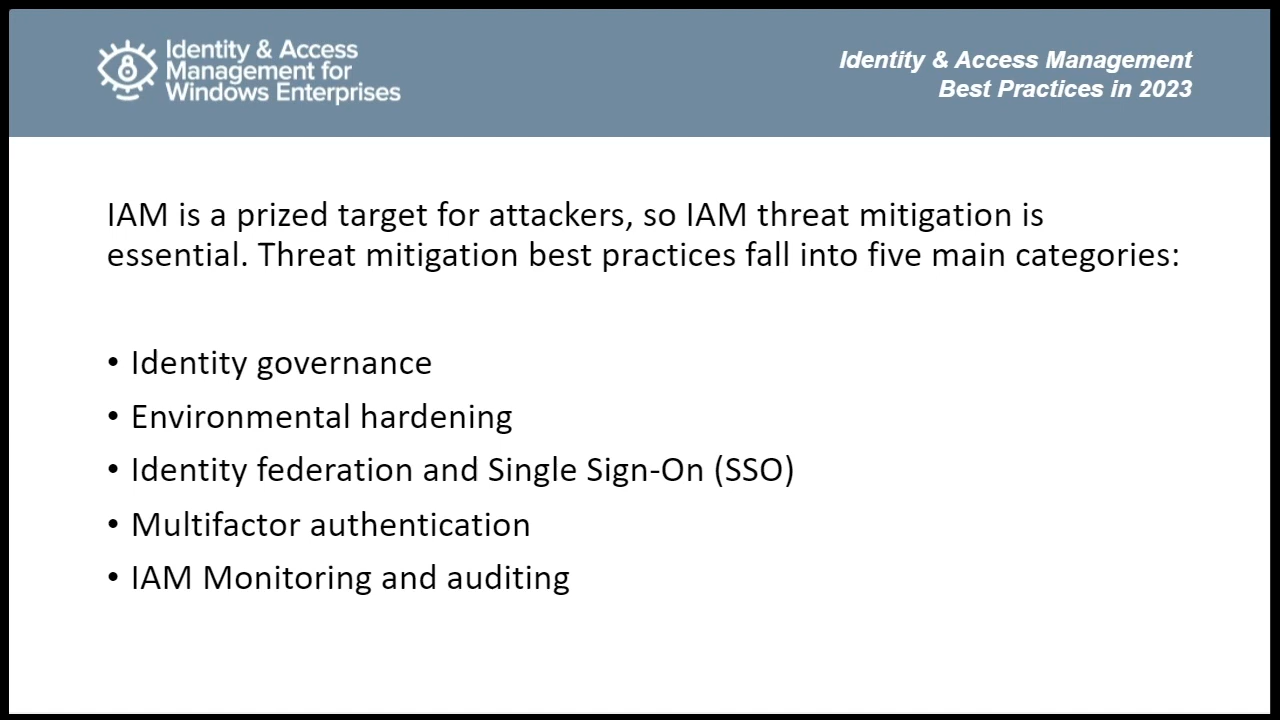 Identity & Access
Management for
Windows Enterprises
Identity & Access Management
Best Practices in 2023
IAM is a prized target for attackers, so IAM threat mitigation is
essential. Threat mitigation best practices fall into five main categories:
• Identity governance
• Environmental hardening
• Identity federation and Single Sign-On (SSO)
• Multifactor authentication
• IAM Monitoring and auditing